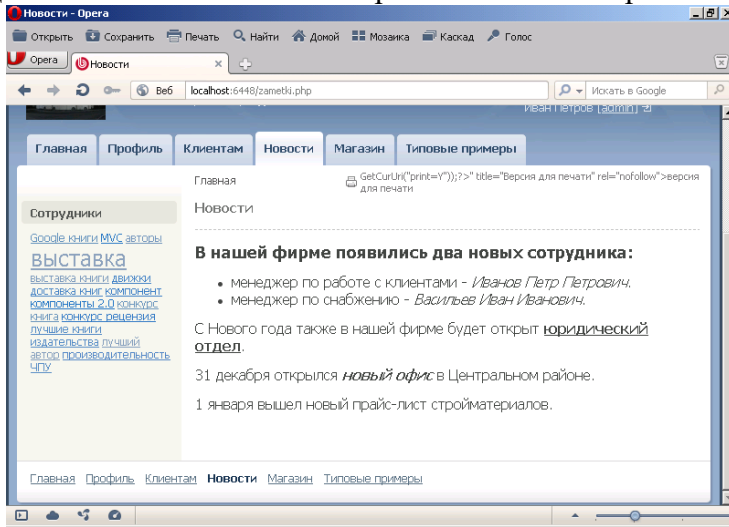 Новости - Opera
Открыть Сохранить Печать Найти Домой Мозаика Каскад Голос
Opera Новости
Веб localhost:6448/zametki.php Искать в Google
Иван Петров [admin]
Главная Профиль Клиентам Новости Магазин Типовые примеры
Главная
GetCurUri("print=Y"));?>" title="Версия для печати" rel="nofollow">версия
для печати
Новости
Сотрудники
Google книги MVC авторы
выставка
выставка книги движки
доставка книг компонент
компоненты 2.0 конкурс
книга конкурс рецензия
лучшие книги
издательства лучший
автор производительность
ЧПУ
В нашей фирме появились два новых сотрудника:
менеджер по работе с клиентами - Иванов Петр Петрович.
менеджер по снабжению - Васильев Иван Иванович.
С Нового года также в нашей фирме будет открыт юридический
отдел.
31 декабря открылся новый офис в Центральном районе.
1 января вышел новый прайс-лист стройматериалов.
Главная Профиль Клиентам Новости Магазин Типовые примеры